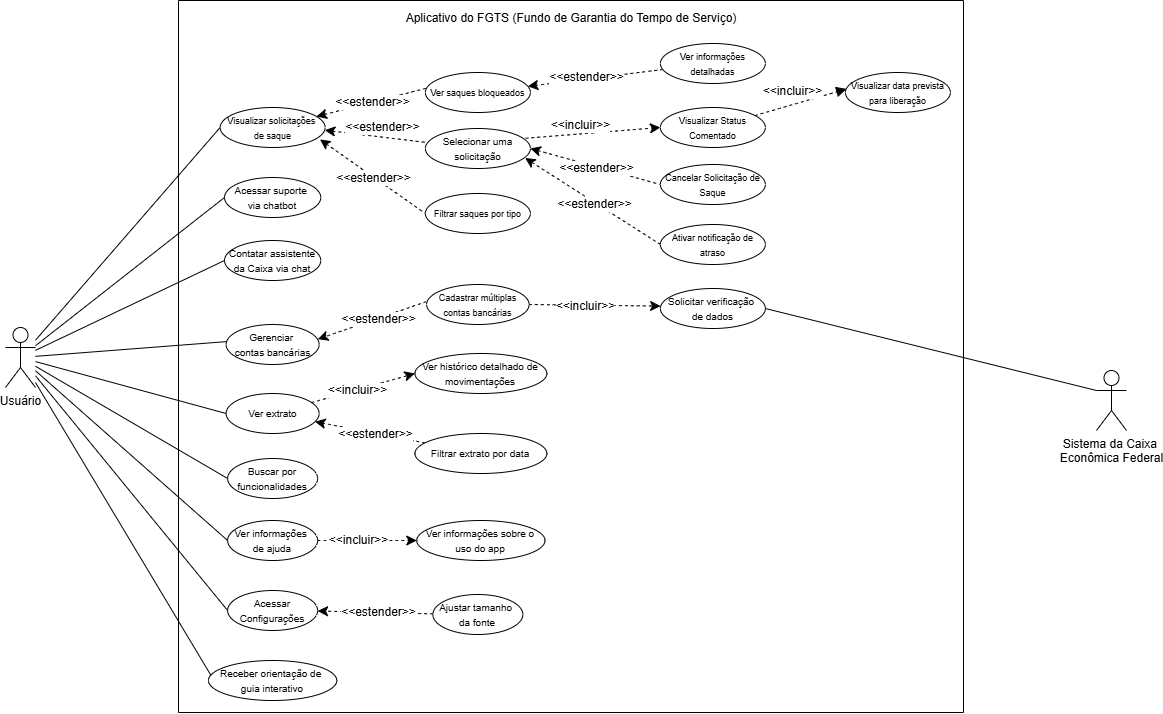 Aplicativo do FGTS (Fundo de Garantia do Tempo de Serviço)
Ver informações
detalhadas
<<estender>>
Ver saques bloqueados
<<estender>>
Visualizar data prevista
para liberação
<<incluir>>
Visualizar solicitações
de saque
<<estender>>
Selecionar uma
solicitação
<<incluir>>
Visualizar Status
Comentado
<<estender>>
Cancelar Solicitação de
Saque
<<estender>>
Filtrar saques por tipo
<<estender>>
Ativar notificação de
atraso
Acessar suporte
via chatbot
Contatar assistente
da Caixa via chat
Gerenciar
contas bancárias
<<estender>>
Cadastrar múltiplas
contas bancárias
<<incluir>>
Solicitar verificação
de dados
Usuário
Sistema da Caixa
Econômica Federal
Ver extrato
<<incluir>>
Ver histórico detalhado de
movimentações
<<estender>>
Filtrar extrato por data
Buscar por
funcionalidades
Ver informações
de ajuda
<<incluir>>
Ver informações sobre o
uso do app
Acessar
Configurações
<<estender>>
Ajustar tamanho
da fonte
Receber orientação de
guia interativo